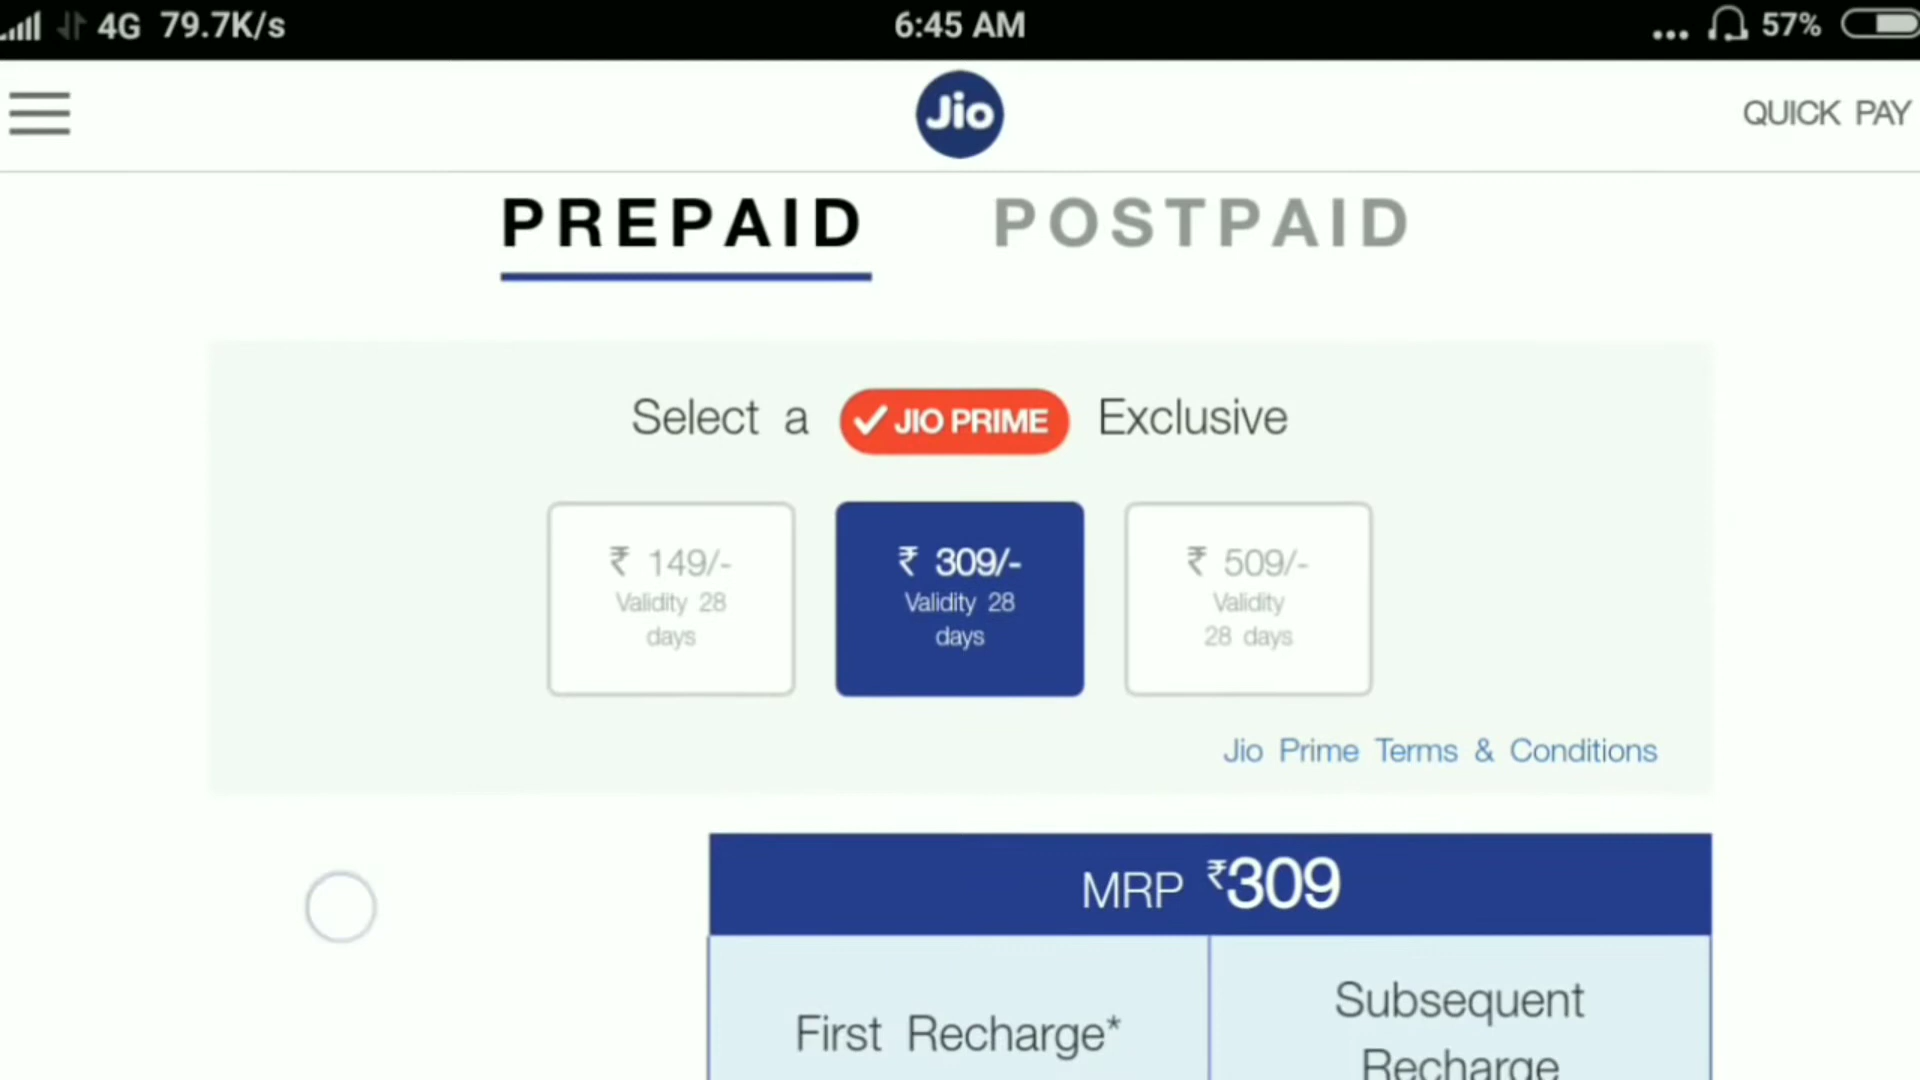 4G 79.7K/s 6:45 AM ... 57%
Jio QUICK PAY
PREPAID POSTPAID
Select a JIO PRIME Exclusive
₹ 149/- ₹ 309/- ₹ 509/-
Validity 28 Validity 28 Validity
days days 28 days
Jio Prime Terms & Conditions
MRP ₹309
First Recharge* Subsequent
Recharge